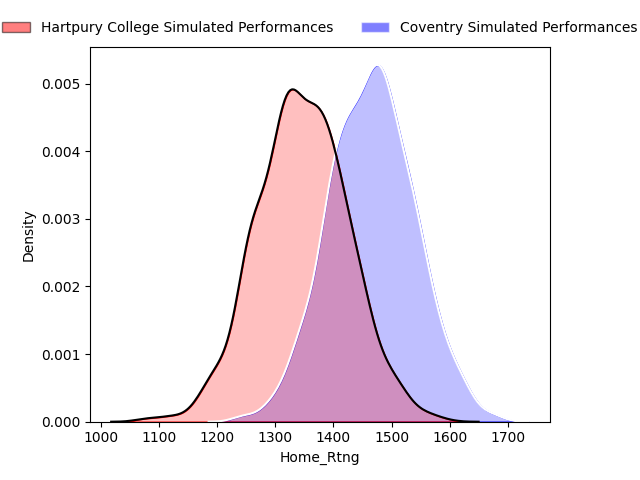 Hartpury College Simulated Performances
Coventry Simulated Performances
0.005
0.004
0.003
0.002
0.001
0.000
Density
1000 1100 1200 1300 1400 1500 1600 1700
Home_Rtng